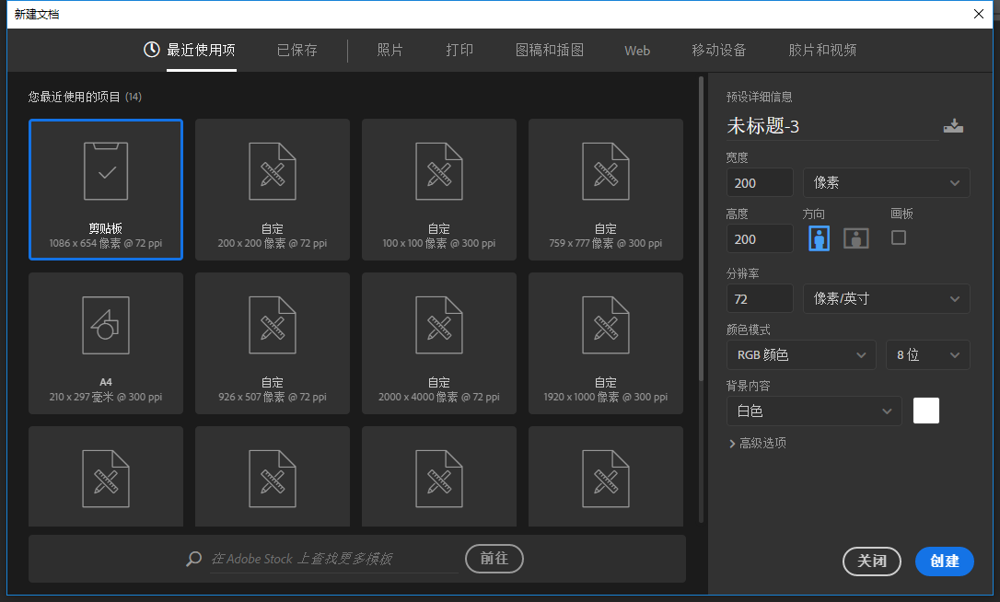 新建文档
最近使用项 已保存 照片 打印 图稿和插图 Web 移动设备 胶片和视频
您最近使用的项目 (14)
剪贴板
1086 x 654 像素 @ 72 ppi
自定
200 x 200 像素 @ 72 ppi
自定
100 x 100 像素 @ 300 ppi
自定
759 x 777 像素 @ 300 ppi
A4
210 x 297 毫米 @ 300 ppi
自定
926 x 507 像素 @ 72 ppi
自定
2000 x 4000 像素 @ 72 ppi
自定
1920 x 1000 像素 @ 300 ppi
在 Adobe Stock 上查找更多模板 前往
预设详细信息
未标题-3
宽度
200 像素
高度 方向 画板
200
分辨率
72 像素/英寸
颜色模式
RGB 颜色 8 位
背景内容
白色
高级选项
关闭 创建